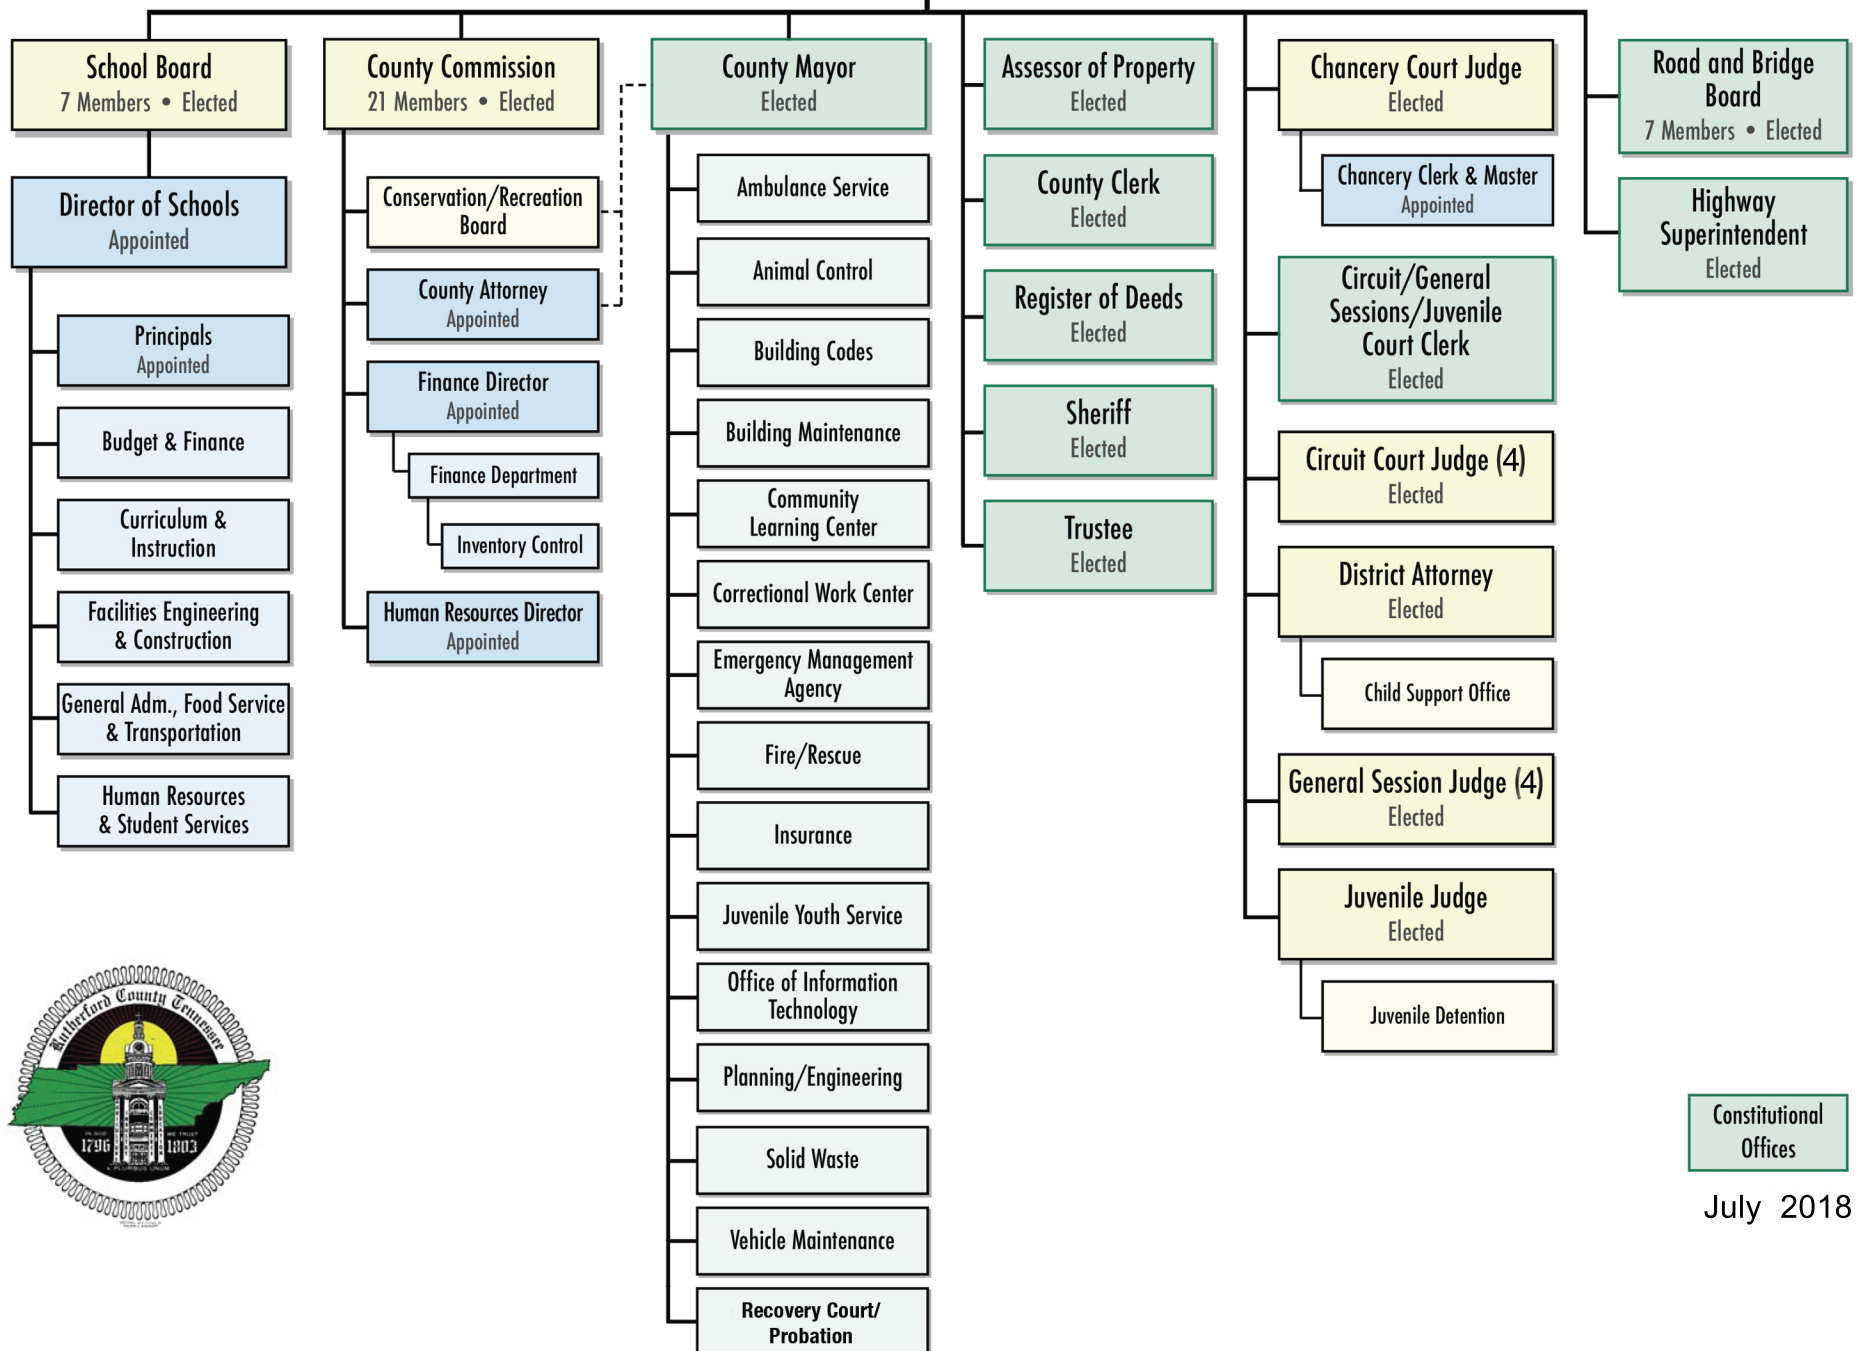 School Board
7 Members • Elected
Director of Schools
Appointed
Principals
Appointed
Budget & Finance
Curriculum &
Instruction
Facilities Engineering
& Construction
General Adm., Food Service
& Transportation
Human Resources
& Student Services
County Commission
21 Members • Elected
Conservation/Recreation
Board
County Attorney
Appointed
Finance Director
Appointed
Finance Department
Inventory Control
Human Resources Director
Appointed
County Mayor
Elected
Ambulance Service
Animal Control
Building Codes
Building Maintenance
Community
Learning Center
Correctional Work Center
Emergency Management
Agency
Fire/Rescue
Insurance
Juvenile Youth Service
Office of Information
Technology
Planning/Engineering
Solid Waste
Vehicle Maintenance
Recovery Court/
Probation
Assessor of Property
Elected
County Clerk
Elected
Register of Deeds
Elected
Sheriff
Elected
Trustee
Elected
Chancery Court Judge
Elected
Chancery Clerk & Master
Appointed
Circuit/General
Sessions/Juvenile
Court Clerk
Elected
Circuit Court Judge (4)
Elected
District Attorney
Elected
Child Support Office
General Session Judge (4)
Elected
Juvenile Judge
Elected
Juvenile Detention
Road and Bridge
Board
7 Members • Elected
Highway
Superintendent
Elected
Rutherford County Tennessee
IN GOD WE TRUST
1796 1803
E PLURIBUS UNUM
Constitutional
Offices
July 2018